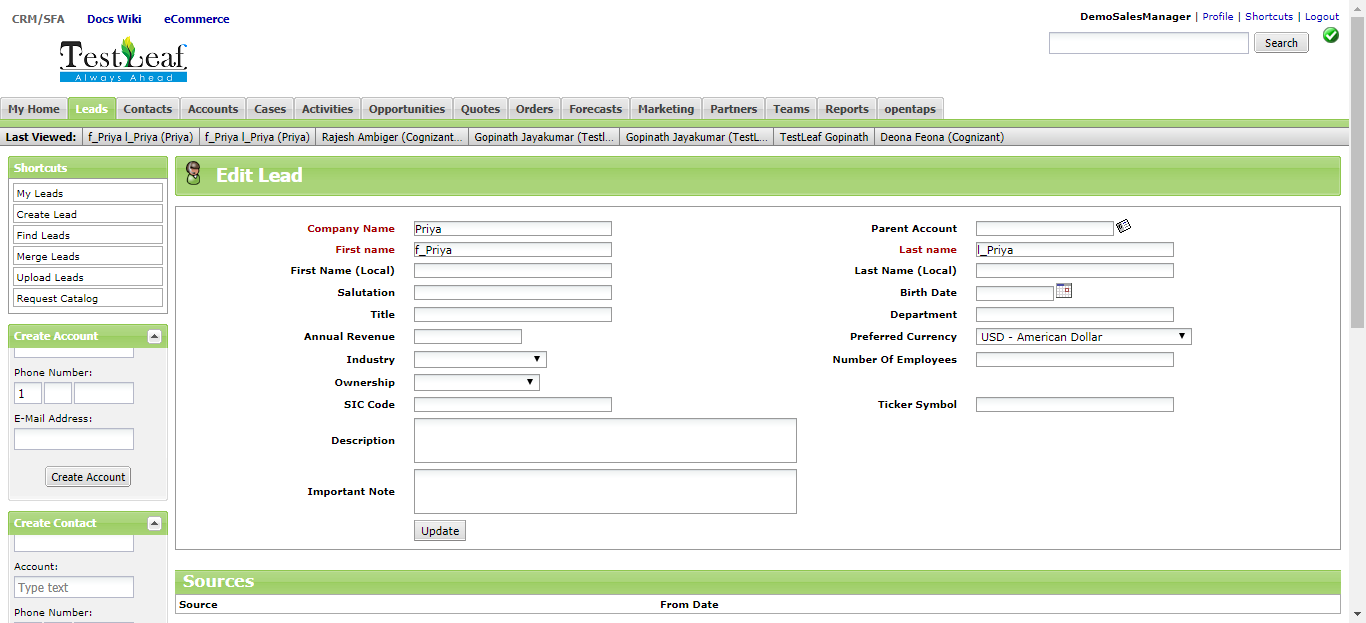 CRM/SFA Docs Wiki eCommerce
DemoSalesManager | Profile | Shortcuts | Logout
Search
TestLeaf
Always Ahead
My Home Leads Contacts Accounts Cases Activities Opportunities Quotes Orders Forecasts Marketing Partners Teams Reports opentaps
Last Viewed: f_Priya l_Priya (Priya) f_Priya l_Priya (Priya) Rajesh Ambiger (Cognizant... Gopinath Jayakumar (Testl... Gopinath Jayakumar (TestL... TestLeaf Gopinath Deona Feona (Cognizant)
Shortcuts
My Leads
Create Lead
Find Leads
Merge Leads
Upload Leads
Request Catalog
Create Account
Phone Number:
1
E-Mail Address:
Create Account
Create Contact
Account:
Type text
Phone Number:
Edit Lead
Company Name Priya Parent Account
First name f_Priya Last name l_Priya
First Name (Local) Last Name (Local)
Salutation Birth Date
Title Department
Annual Revenue Preferred Currency USD - American Dollar
Industry Number Of Employees
Ownership
SIC Code Ticker Symbol
Description
Important Note
Update
Sources
Source From Date